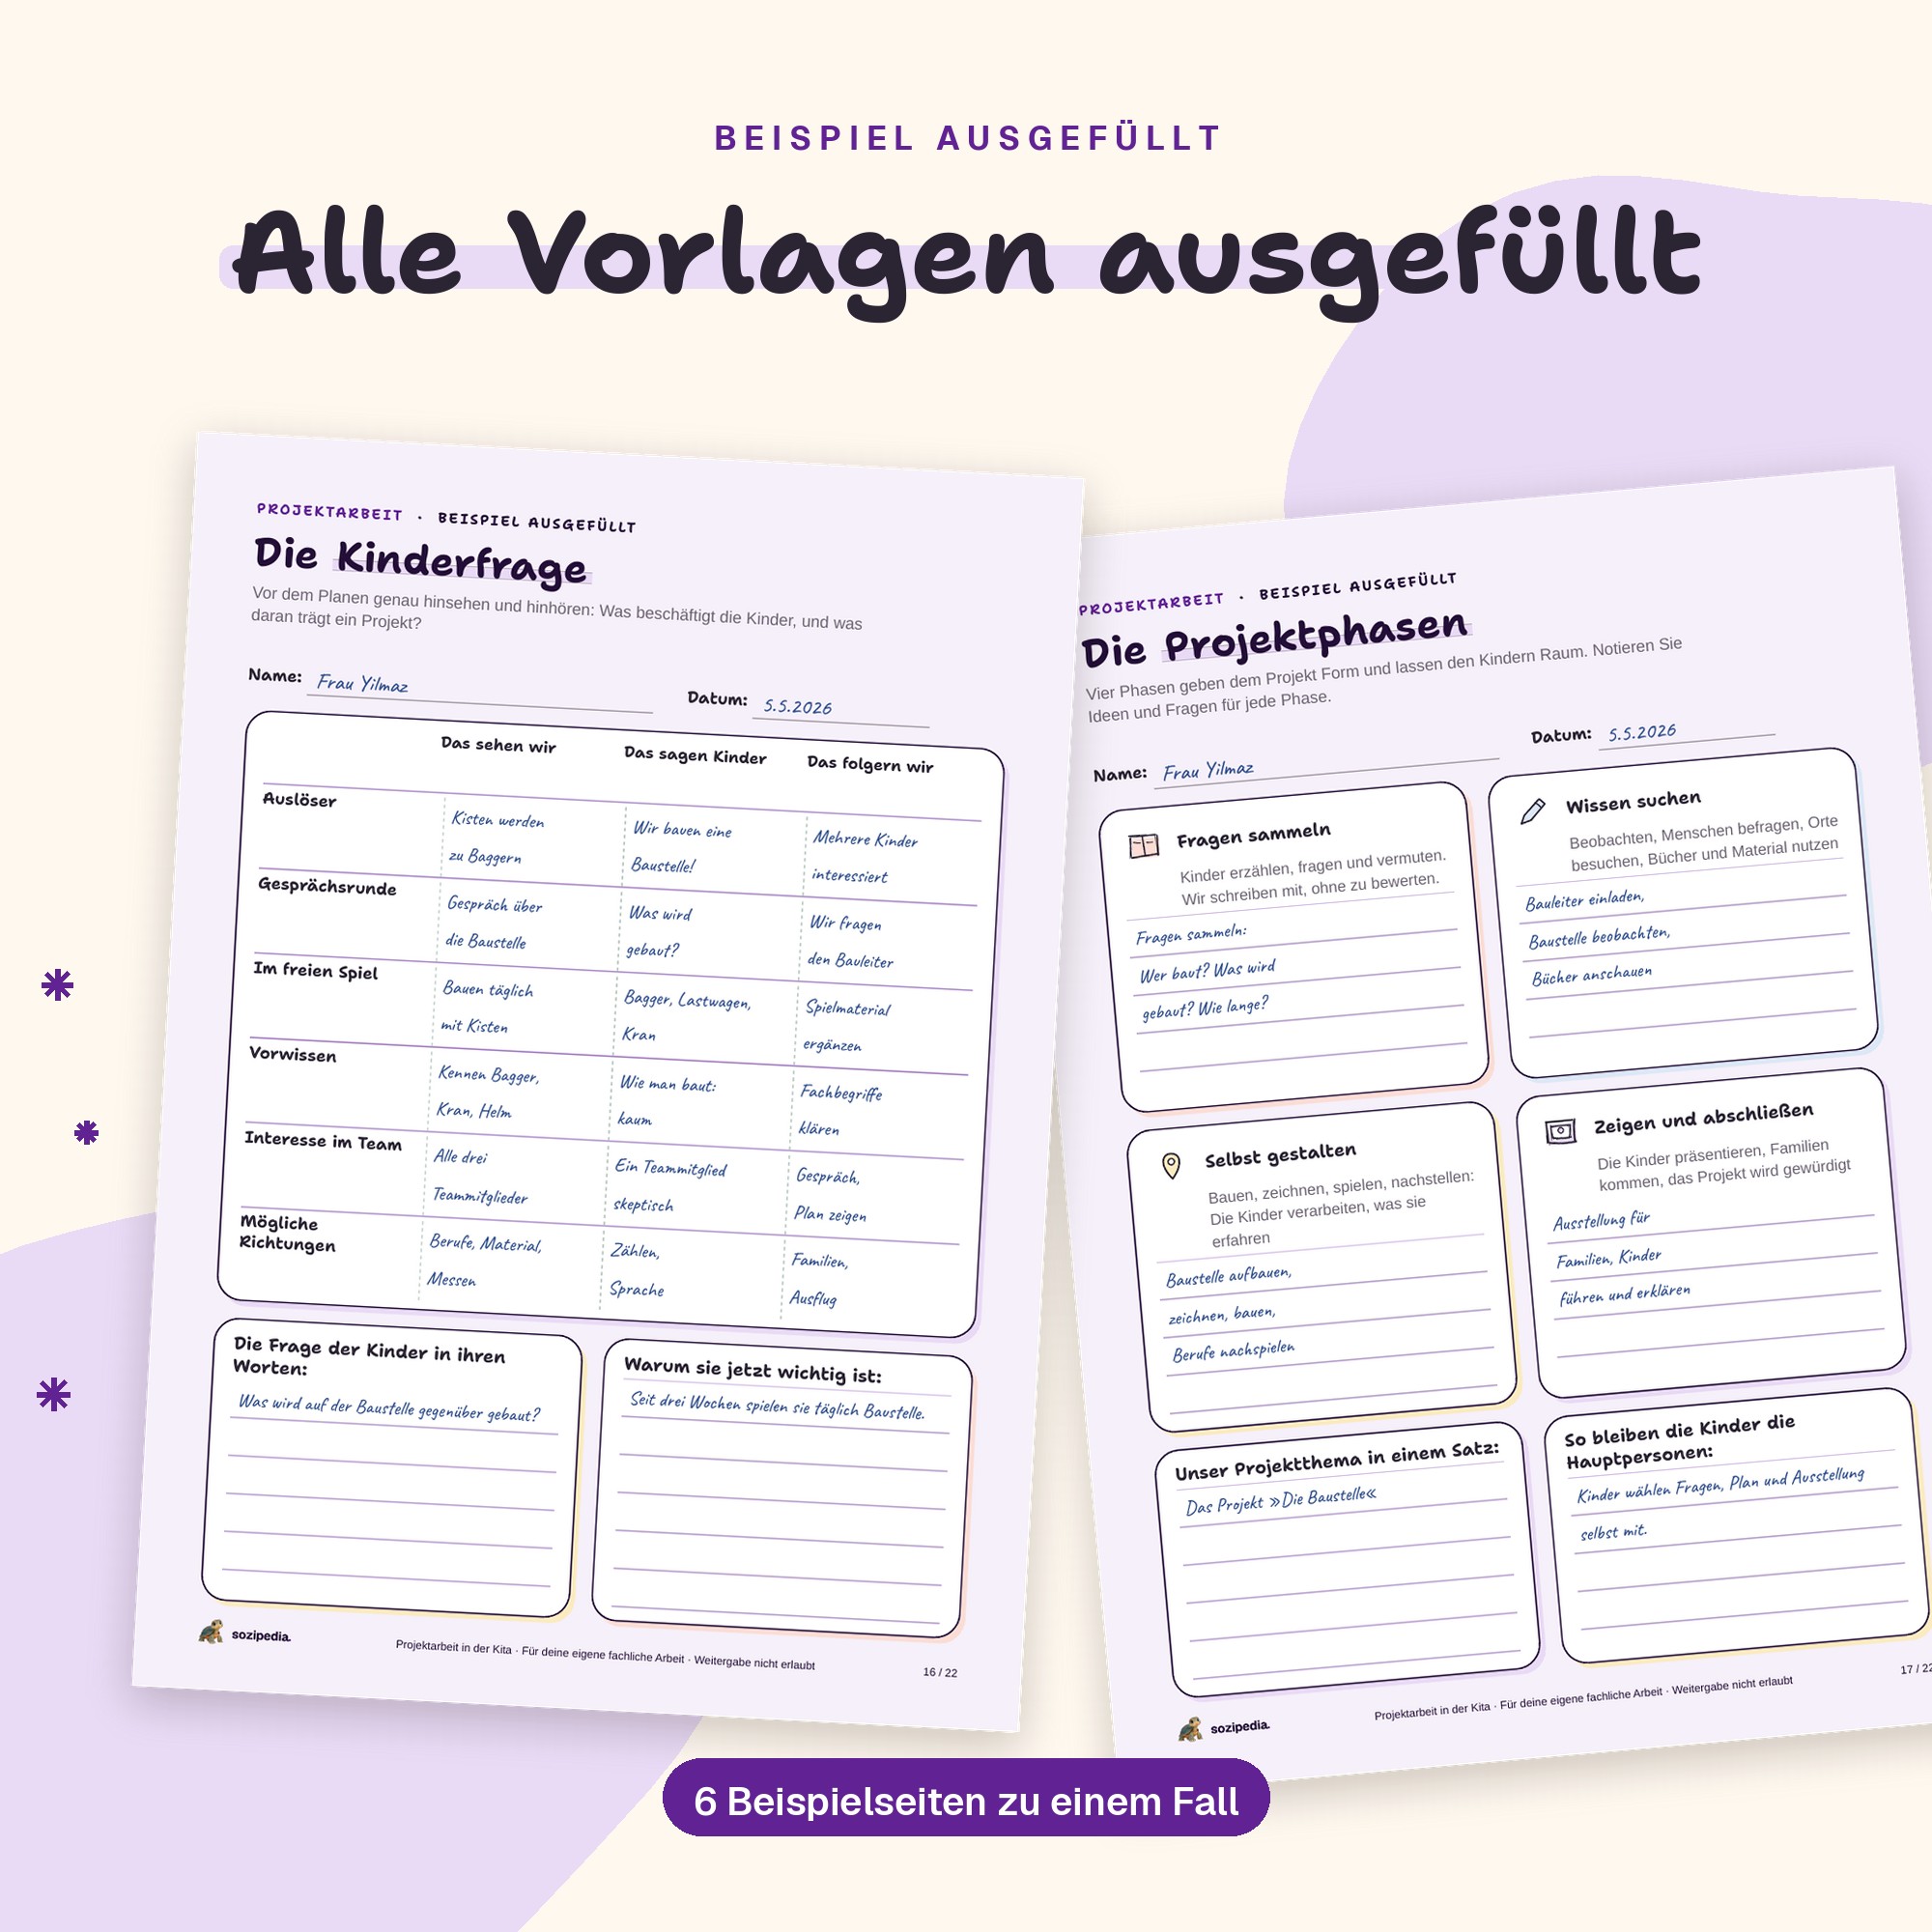 BEISPIEL AUSGEFÜLLT
Alle Vorlagen ausgefüllt
PROJEKTARBEIT · BEISPIEL AUSGEFÜLLT
Die Kinderfrage
Vor dem Planen genau hinsehen und hinhören: Was beschäftigt die Kinder, und was
daran trägt ein Projekt?
Name: Frau Yilmaz Datum: 5.5.2026
Das sehen wir Das sagen Kinder Das folgern wir
Auslöser
Kisten werden Wir bauen eine Mehrere Kinder
zu Baggern Baustelle! interessiert
Gesprächsrunde
Gespräch über Was wird Wir fragen
die Baustelle gebaut? den Bauleiter
Im freien Spiel
Bauen täglich Bagger, Lastwagen, Spielmaterial
mit Kisten Kran ergänzen
Vorwissen
Kennen Bagger, Wie man baut: Fachbegriffe
Kran, Helm kaum klären
Interesse im Team
Alle drei Ein Teammitglied Gespräch,
Teammitglieder skeptisch Plan zeigen
Mögliche
Richtungen
Berufe, Material, Zählen, Familien,
Messen Sprache Ausflug
Die Frage der Kinder in ihren
Worten:
Was wird auf der Baustelle gegenüber gebaut?
Warum sie jetzt wichtig ist:
Seit drei Wochen spielen sie täglich Baustelle.
sozipedia.
Projektarbeit in der Kita · Für deine eigene fachliche Arbeit · Weitergabe nicht erlaubt
16 / 22
PROJEKTARBEIT · BEISPIEL AUSGEFÜLLT
Die Projektphasen
Vier Phasen geben dem Projekt Form und lassen den Kindern Raum. Notieren Sie
Ideen und Fragen für jede Phase.
Name: Frau Yilmaz Datum: 5.5.2026
Fragen sammeln
Kinder erzählen, fragen und vermuten.
Wir schreiben mit, ohne zu bewerten.
Fragen sammeln:
Wer baut? Was wird
gebaut? Wie lange?
Wissen suchen
Beobachten, Menschen befragen, Orte
besuchen, Bücher und Material nutzen
Bauleiter einladen,
Baustelle beobachten,
Bücher anschauen
Selbst gestalten
Bauen, zeichnen, spielen, nachstellen:
Die Kinder verarbeiten, was sie
erfahren
Baustelle aufbauen,
zeichnen, bauen,
Berufe nachspielen
Zeigen und abschließen
Die Kinder präsentieren, Familien
kommen, das Projekt wird gewürdigt
Ausstellung für
Familien, Kinder
führen und erklären
Unser Projektthema in einem Satz:
Das Projekt »Die Baustelle«
So bleiben die Kinder die
Hauptpersonen:
Kinder wählen Fragen, Plan und Ausstellung
selbst mit.
sozipedia.
Projektarbeit in der Kita · Für deine eigene fachliche Arbeit · Weitergabe nicht erlaubt
17 / 22
6 Beispielseiten zu einem Fall